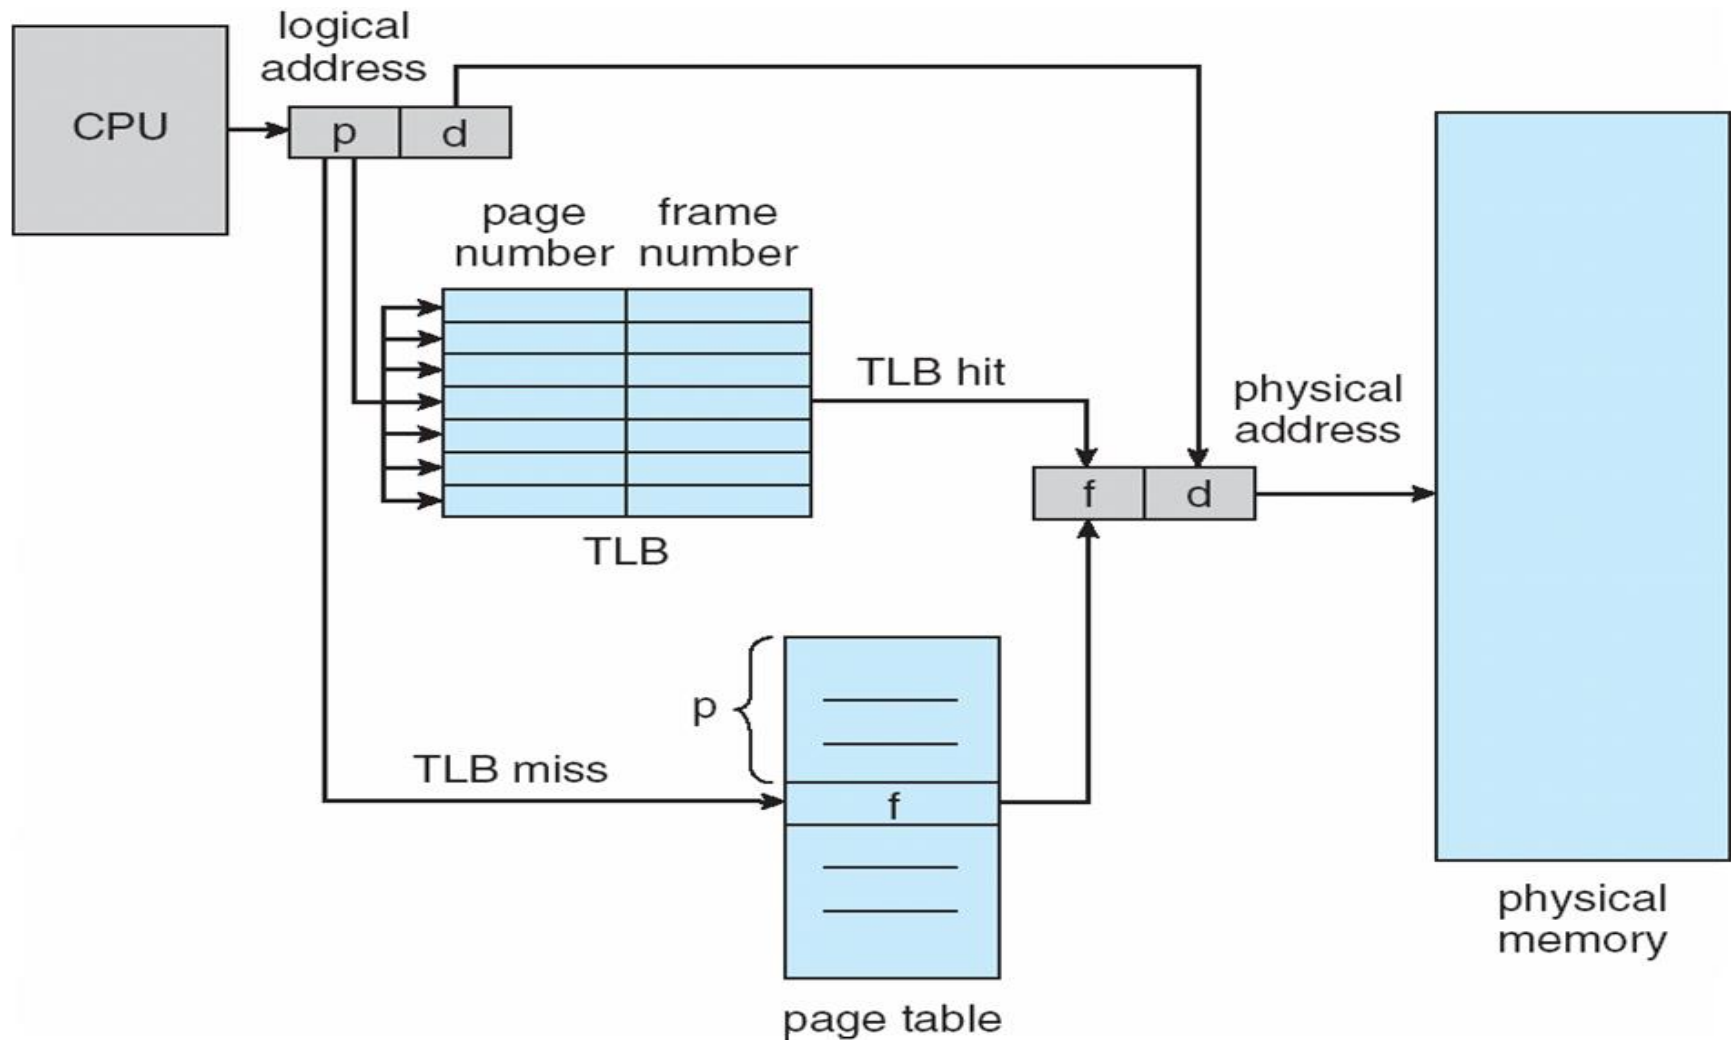 logical
address
CPU
p
d
page
number
frame
number
TLB hit
physical
address
f
d
TLB
p
TLB miss
f
physical
memory
page table